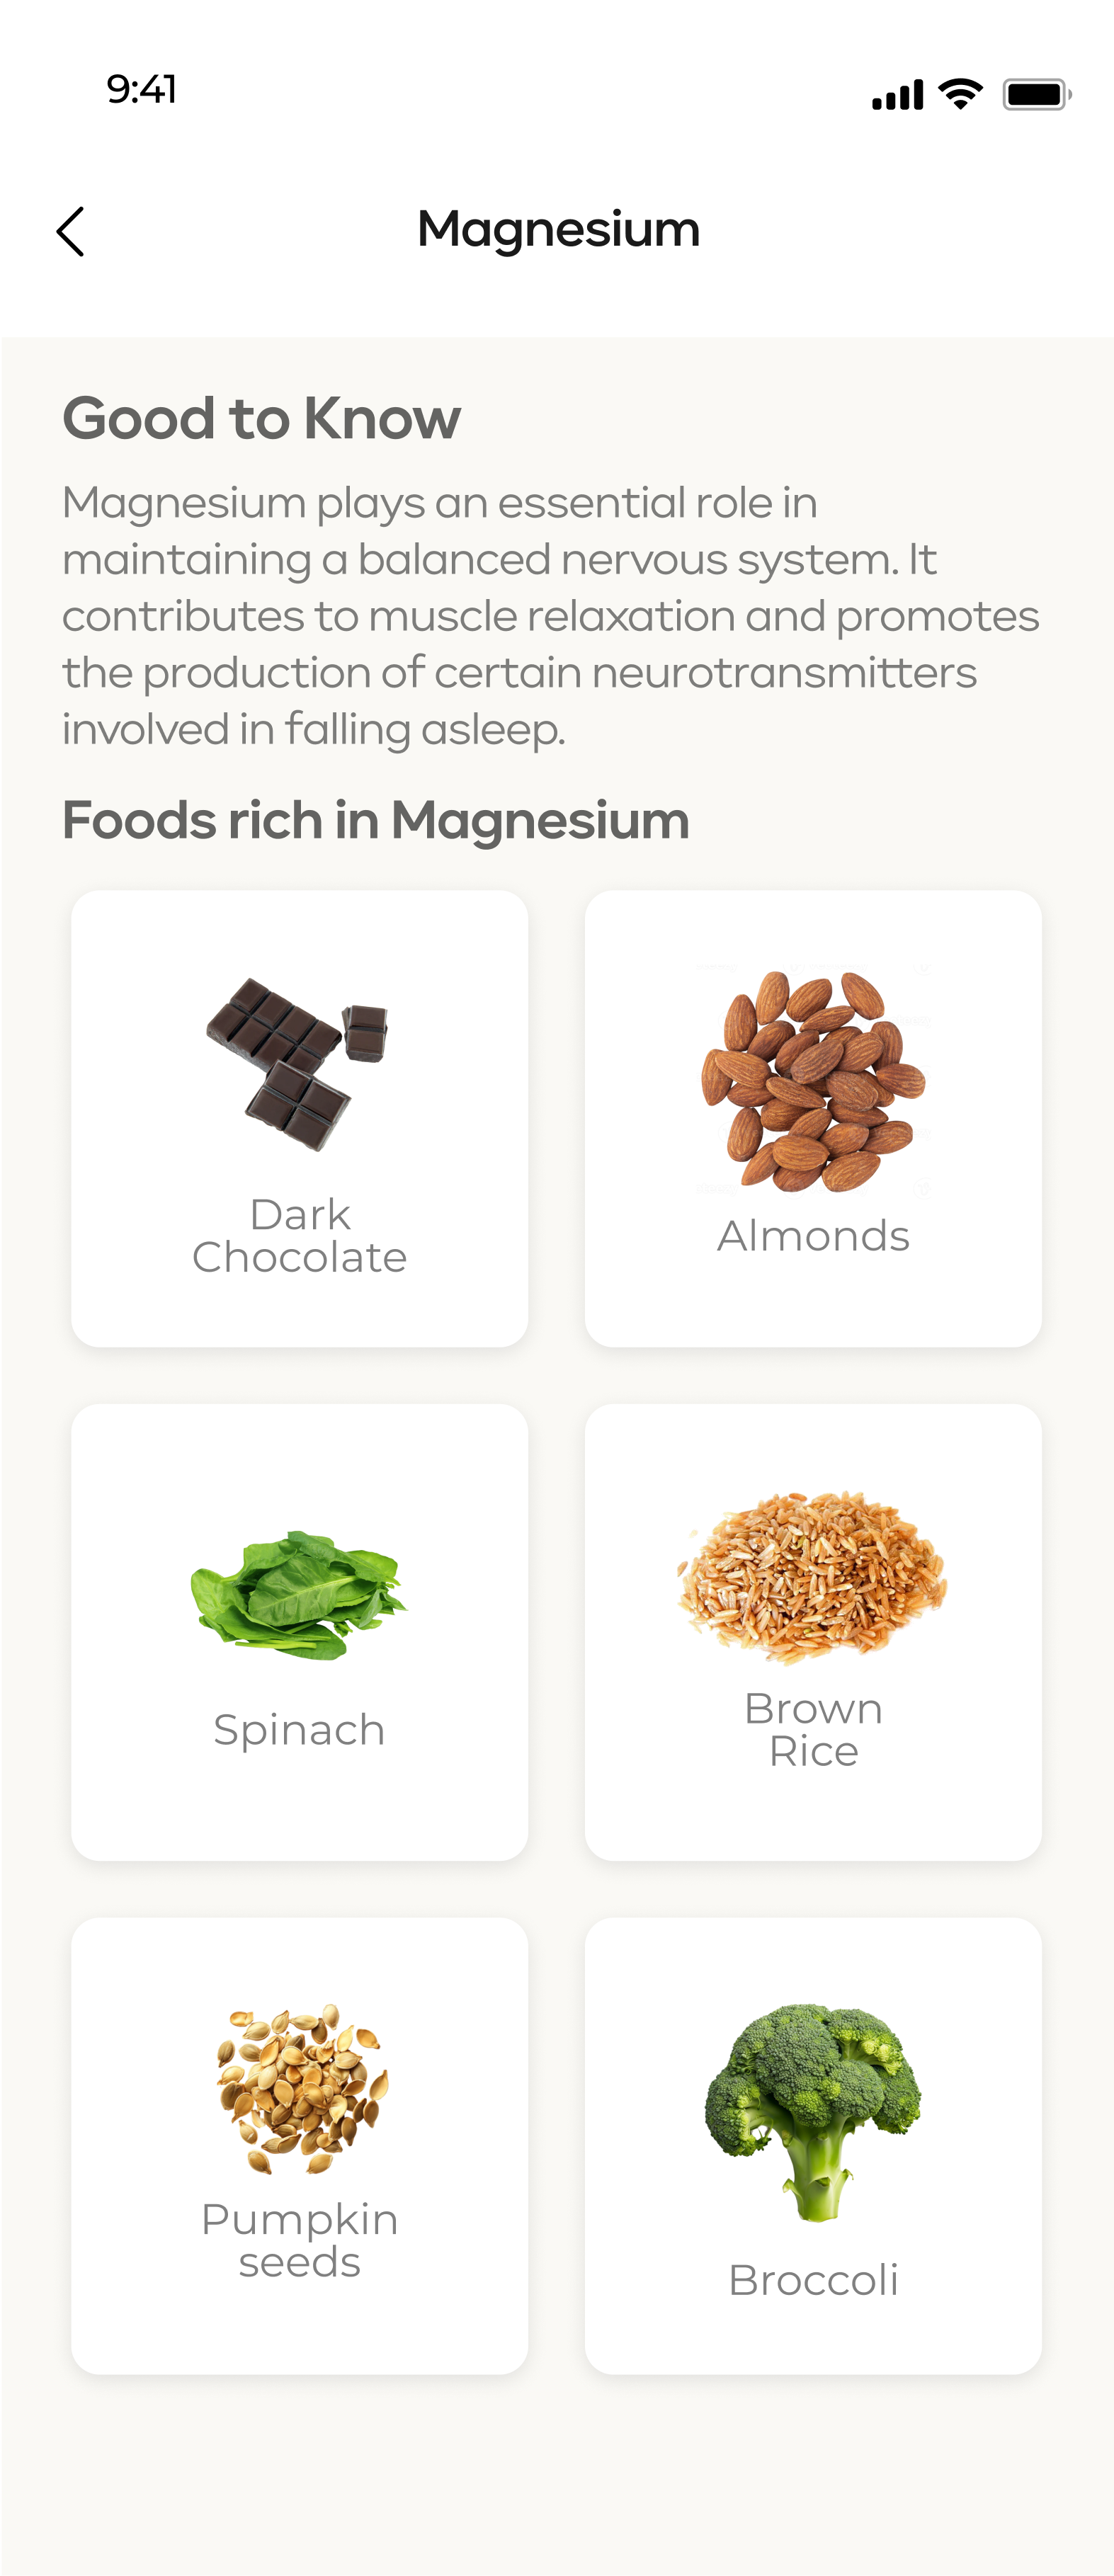 9:41
Magnesium
Good to Know
Magnesium plays an essential role in
maintaining a balanced nervous system. It
contributes to muscle relaxation and promotes
the production of certain neurotransmitters
involved in falling asleep.
Foods rich in Magnesium
Dark
Chocolate
Almonds
Spinach
Brown
Rice
Pumpkin
seeds
Broccoli